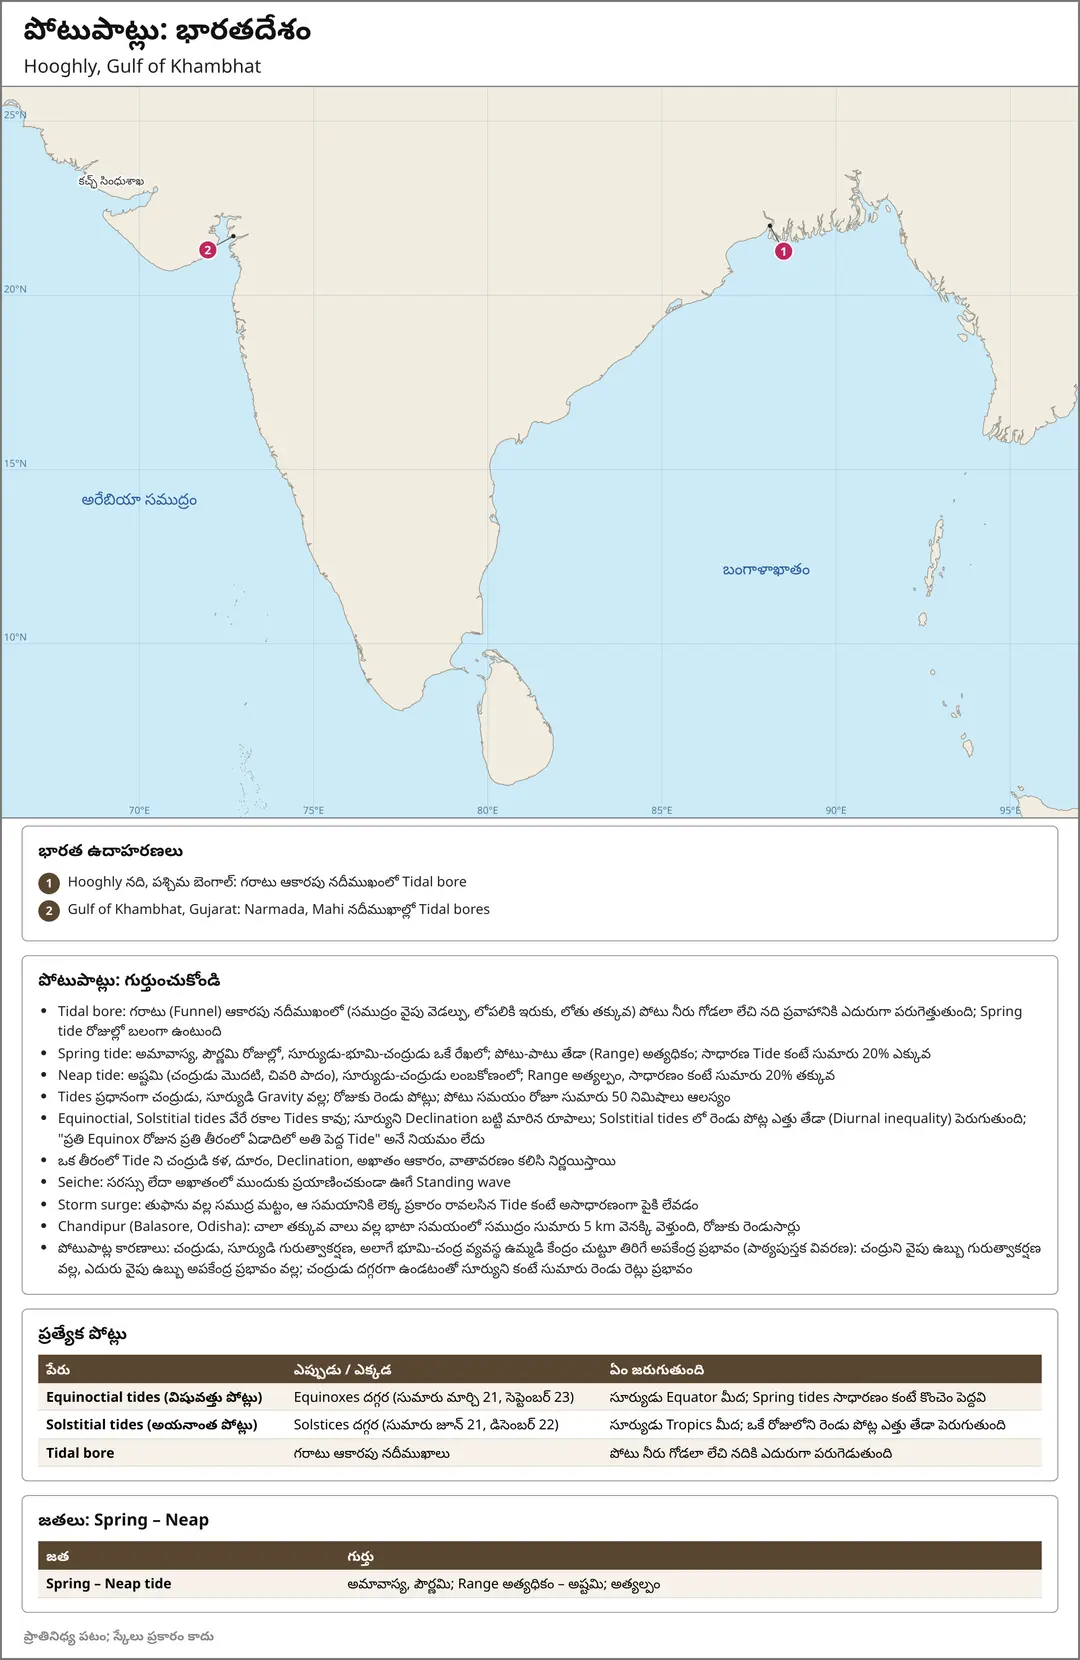 పోటుపాట్లు: భారతదేశం
Hooghly, Gulf of Khambhat
25°N
కచ్ఛ్ సింధుశాఖ
2
1
20°N
15°N
అరేబియా సముద్రం
బంగాళాఖాతం
10°N
70°E
75°E
80°E
85°E
90°E
95°E
భారత ఉదాహరణలు
1 Hooghly నది, పశ్చిమ బెంగాల్: గరాటు ఆకారపు నదీముఖంలో Tidal bore
2 Gulf of Khambhat, Gujarat: Narmada, Mahi నదీముఖాల్లో Tidal bores
పోటుపాట్లు: గుర్తుంచుకోండి
• Tidal bore: గరాటు (Funnel) ఆకారపు నదీముఖంలో (సముద్రం వైపు వెడల్పు, లోపలికి ఇరుకు, లోతు తక్కువ) పోటు నీరు గోడలా లేచి నది ప్రవాహానికి ఎదురుగా పరుగెత్తుతుంది; Spring
tide రోజుల్లో బలంగా ఉంటుంది
• Spring tide: అమావాస్య, పౌర్ణమి రోజుల్లో, సూర్యుడు-భూమి-చంద్రుడు ఒకే రేఖలో; పోటు-పాటు తేడా (Range) అత్యధికం; సాధారణ Tide కంటే సుమారు 20% ఎక్కువ
• Neap tide: అష్టమి (చంద్రుడు మొదటి, చివరి పాదం), సూర్యుడు-చంద్రుడు లంబకోణంలో; Range అత్యల్పం, సాధారణం కంటే సుమారు 20% తక్కువ
• Tides ప్రధానంగా చంద్రుడు, సూర్యుడి Gravity వల్ల; రోజుకు రెండు పోట్లు; పోటు సమయం రోజూ సుమారు 50 నిమిషాలు ఆలస్యం
• Equinoctial, Solstitial tides వేరే రకాల Tides కావు; సూర్యుని Declination బట్టి మారిన రూపాలు; Solstitial tides లో రెండు పోట్ల ఎత్తు తేడా (Diurnal inequality) పెరుగుతుంది;
"ప్రతి Equinox రోజున ప్రతి తీరంలో ఏడాదిలో అతి పెద్ద Tide" అనే నియమం లేదు
• ఒక తీరంలో Tide ని చంద్రుడి కళ, దూరం, Declination, అఖాతం ఆకారం, వాతావరణం కలిసి నిర్ణయిస్తాయి
• Seiche: సరస్సు లేదా అఖాతంలో ముందుకు ప్రయాణించకుండా ఊగే Standing wave
• Storm surge: తుఫాను వల్ల సముద్ర మట్టం, ఆ సమయానికి లెక్క ప్రకారం రావలసిన Tide కంటే అసాధారణంగా పైకి లేవడం
• Chandipur (Balasore, Odisha): చాలా తక్కువ వాలు వల్ల భాటా సమయంలో సముద్రం సుమారు 5 km వెనక్కి వెళ్తుంది, రోజుకు రెండుసార్లు
• పోటుపాట్ల కారణాలు: చంద్రుడు, సూర్యుడి గురుత్వాకర్షణ, అలాగే భూమి-చంద్ర వ్యవస్థ ఉమ్మడి కేంద్రం చుట్టూ తిరిగే అపకేంద్ర ప్రభావం (పాఠ్యపుస్తక వివరణ): చంద్రుని వైపు ఉబ్బు గురుత్వాకర్షణ
వల్ల, ఎదురు వైపు ఉబ్బు అపకేంద్ర ప్రభావం వల్ల; చంద్రుడు దగ్గరగా ఉండటంతో సూర్యుని కంటే సుమారు రెండు రెట్లు ప్రభావం
ప్రత్యేక పోట్లు
పేరు ఎప్పుడు / ఎక్కడ ఏం జరుగుతుంది
Equinoctial tides (విషువత్తు పోట్లు) Equinoxes దగ్గర (సుమారు మార్చి 21, సెప్టెంబర్ 23) సూర్యుడు Equator మీద; Spring tides సాధారణం కంటే కొంచెం పెద్దవి
Solstitial tides (అయనాంత పోట్లు) Solstices దగ్గర (సుమారు జూన్ 21, డిసెంబర్ 22) సూర్యుడు Tropics మీద; ఒకే రోజులోని రెండు పోట్ల ఎత్తు తేడా పెరుగుతుంది
Tidal bore గరాటు ఆకారపు నదీముఖాలు పోటు నీరు గోడలా లేచి నదికి ఎదురుగా పరుగెడుతుంది
జతలు: Spring – Neap
జత గుర్తు
Spring – Neap tide అమావాస్య, పౌర్ణమి; Range అత్యధికం – అష్టమి; అత్యల్పం
ప్రాతినిధ్య పటం; స్కేలు ప్రకారం కాదు